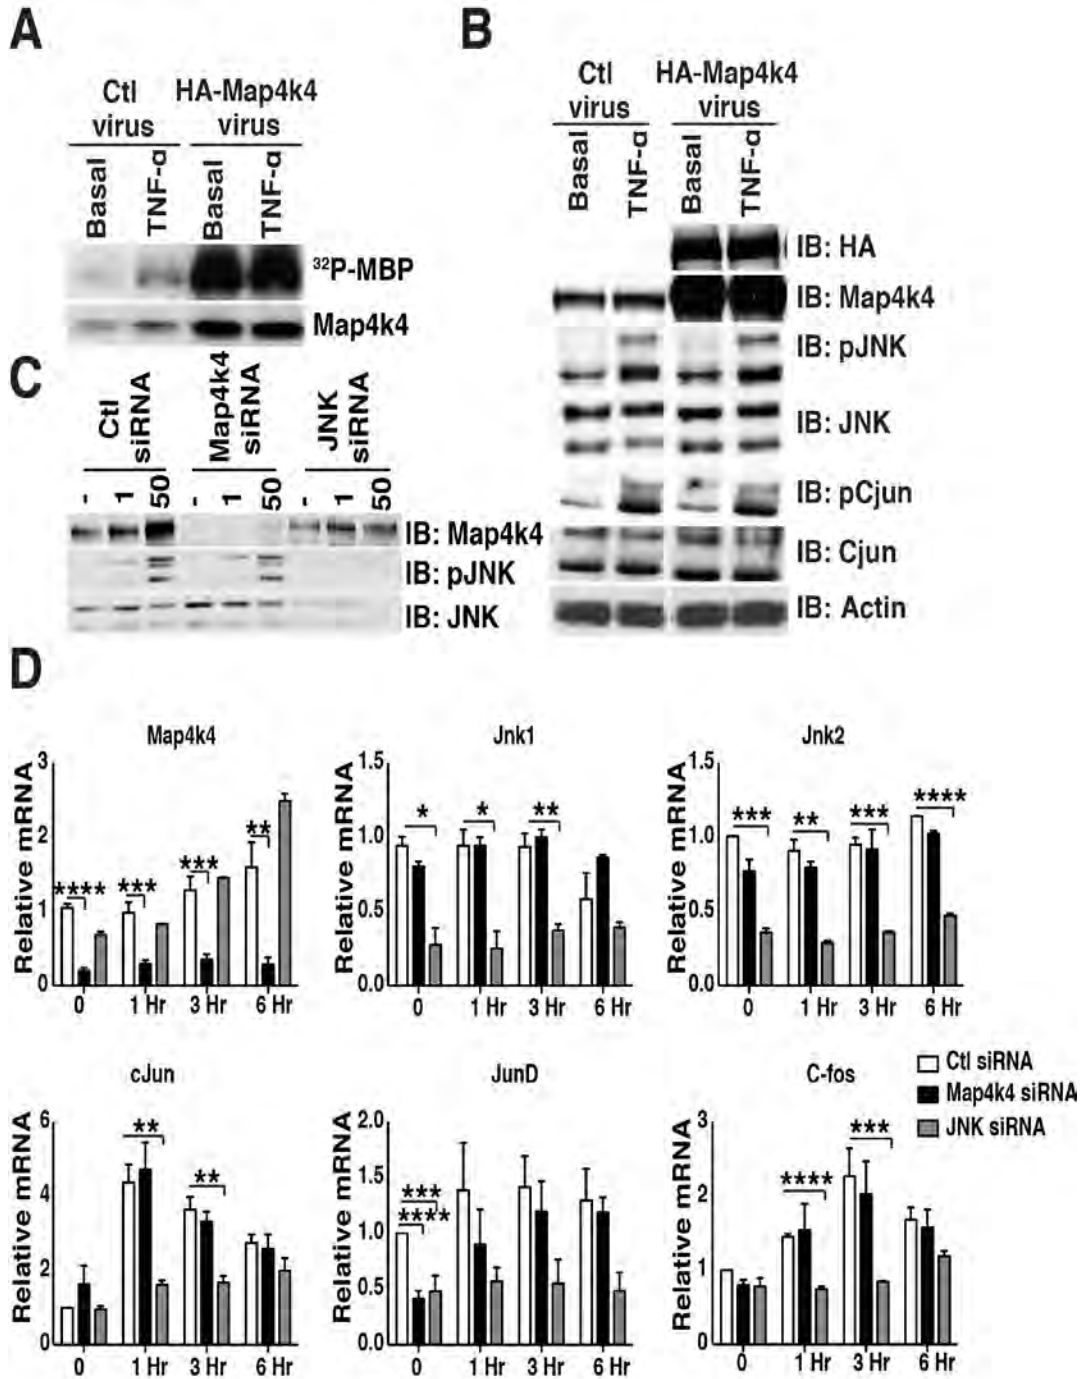 A
Ctl virus
HA-Map4k4 virus
Basal
TNF-α
Basal
TNF-α
³²P-MBP
Map4k4
B
Ctl virus
HA-Map4k4 virus
Basal
TNF-α
Basal
TNF-α
IB: HA
IB: Map4k4
IB: pJNK
IB: JNK
IB: pCjun
IB: Cjun
IB: Actin
C
Ctl siRNA
Map4k4 siRNA
JNK siRNA
- 1 50 - 1 50 - 1 50
IB: Map4k4
IB: pJNK
IB: JNK
D
Map4k4
Relative mRNA
3
2
1
0
**** *** *** **
0 1 Hr 3 Hr 6 Hr
Jnk1
Relative mRNA
1.5
1.0
0.5
0.0
* * **
0 1 Hr 3 Hr 6 Hr
Jnk2
Relative mRNA
1.5
1.0
0.5
0.0
*** ** *** ****
0 1 Hr 3 Hr 6 Hr
cJun
Relative mRNA
6
4
2
0
** **
0 1 Hr 3 Hr 6 Hr
JunD
Relative mRNA
2.0
1.5
1.0
0.5
0.0
***
****
0 1 Hr 3 Hr 6 Hr
C-fos
Relative mRNA
3
2
1
0
**** ***
0 1 Hr 3 Hr 6 Hr
Ctl siRNA
Map4k4 siRNA
JNK siRNA